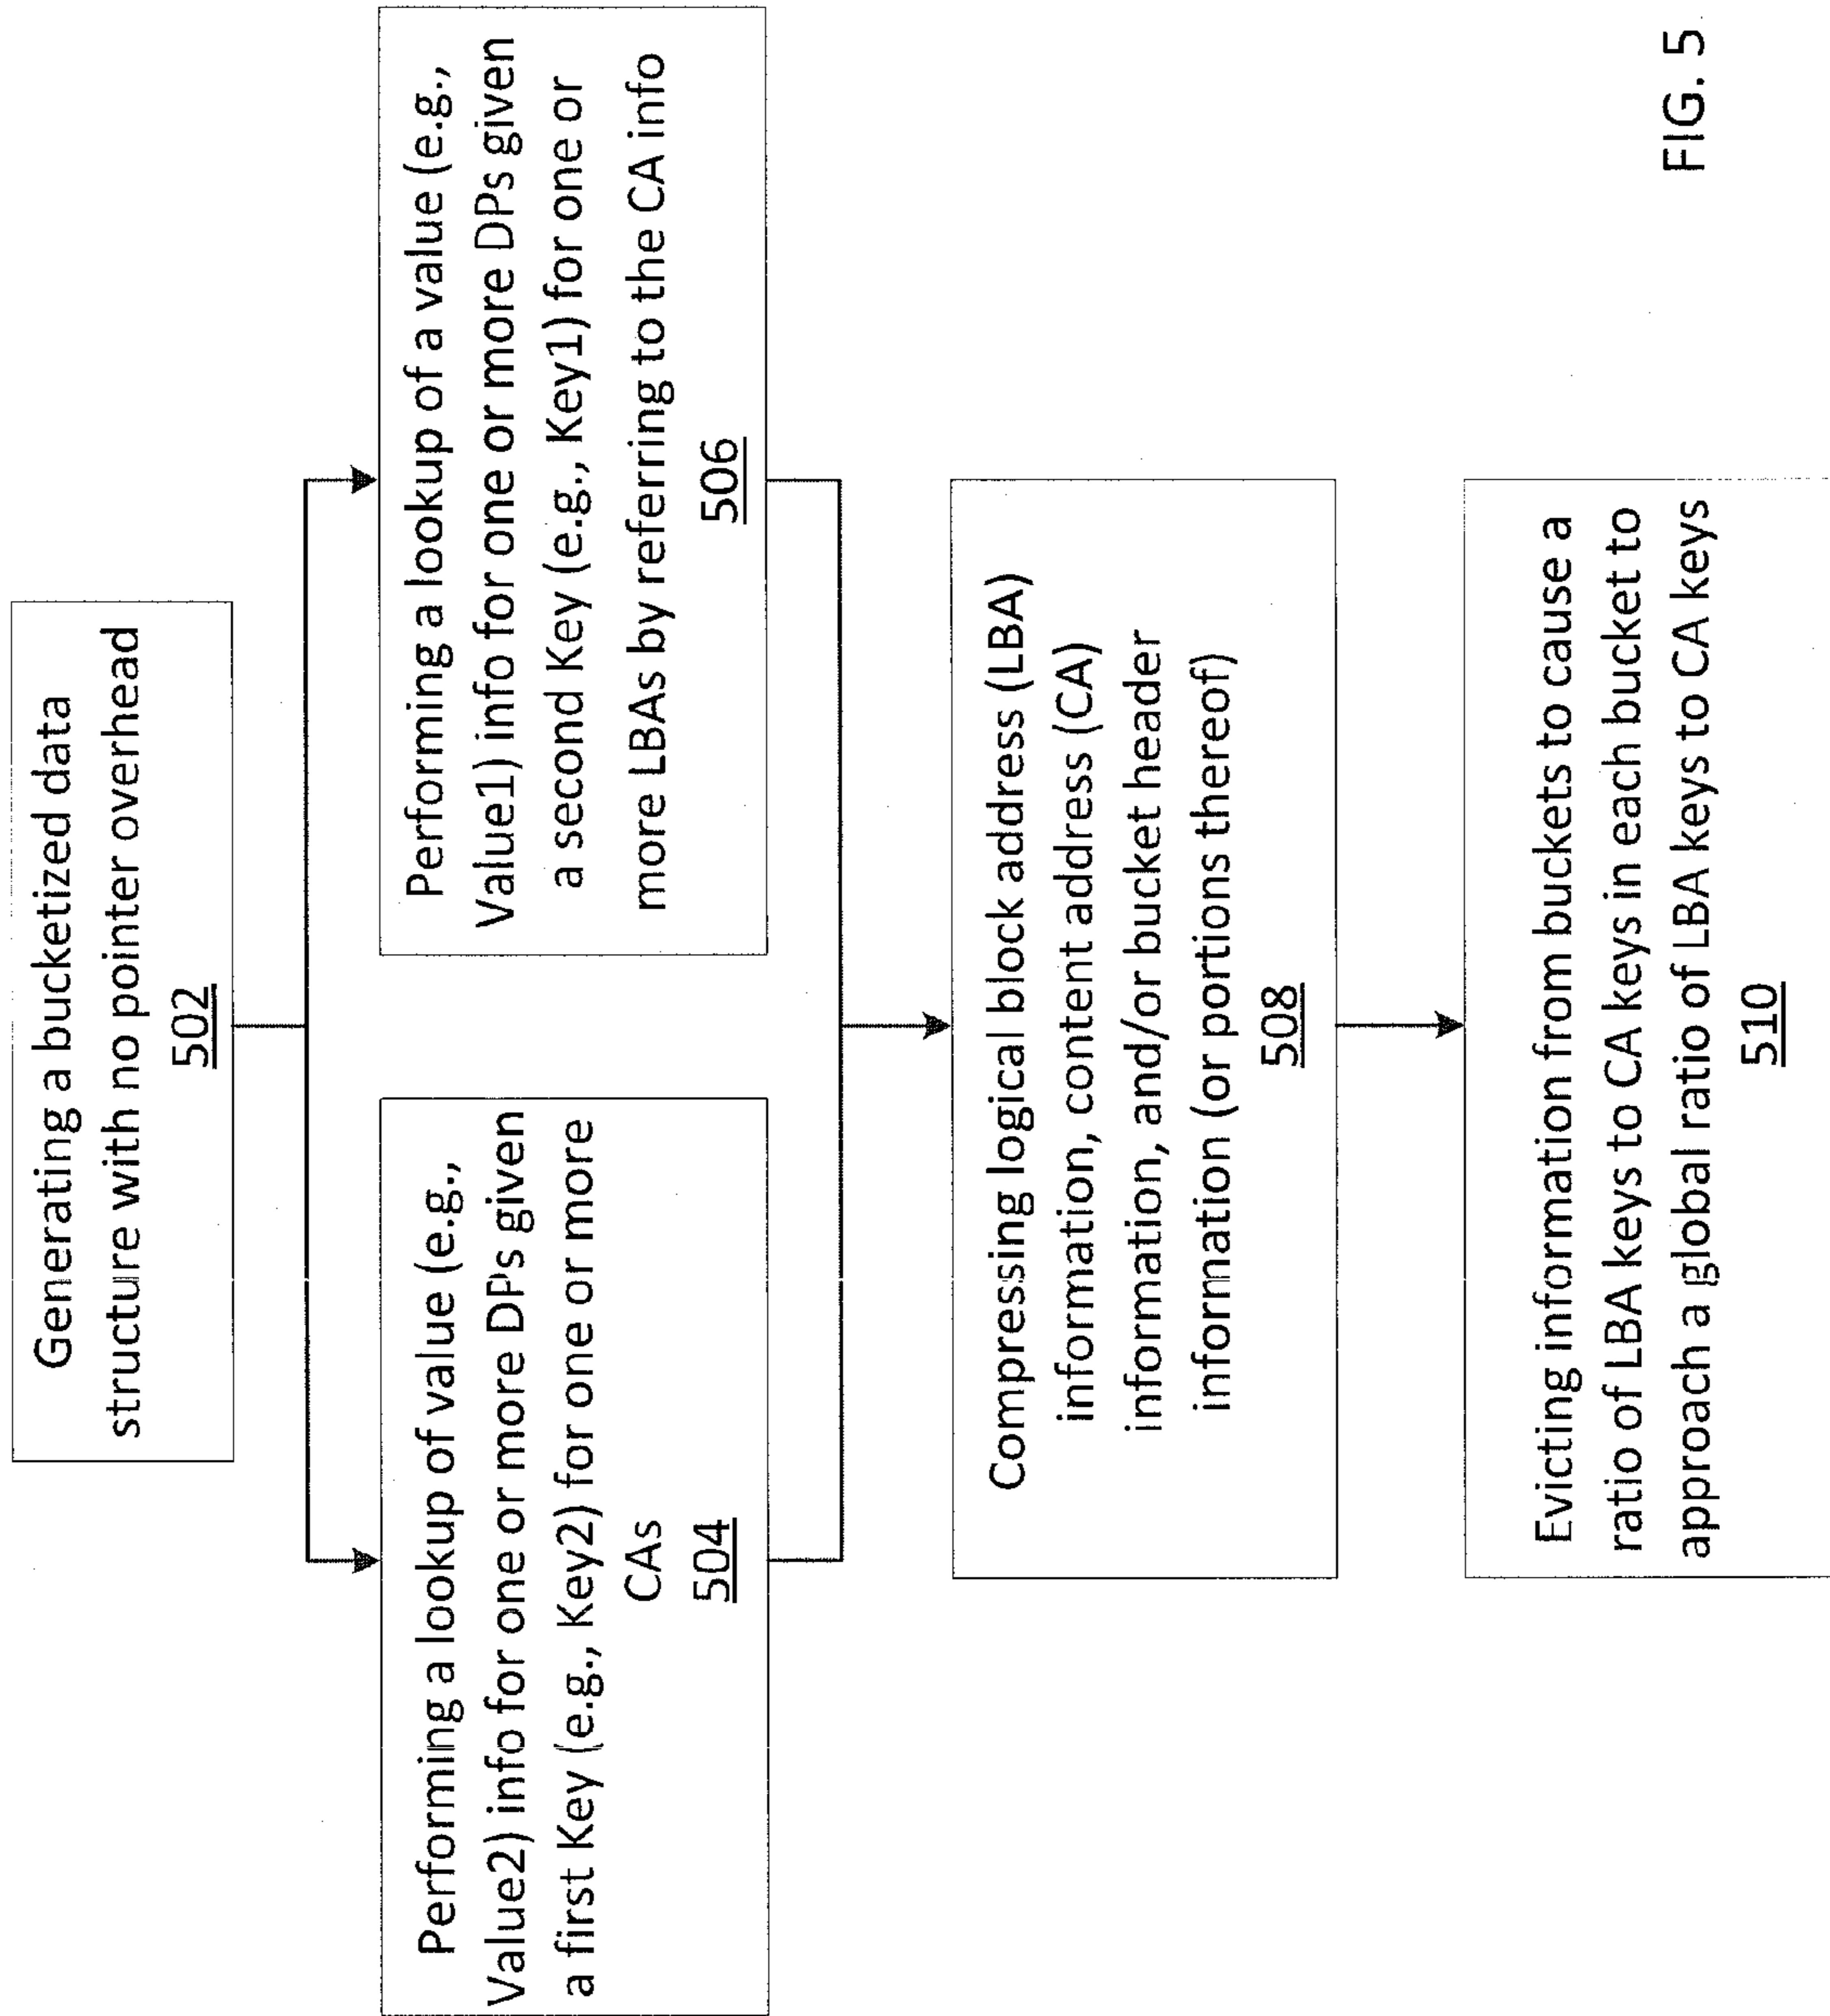 Generating a bucketized data
structure with no pointer overhead
502
Performing a lookup of value (e.g.,
Value2) info for one or more DPs given
a first Key (e.g., Key2) for one or more
CAs
504
Performing a lookup of a value (e.g.,
Value1) info for one or more DPs given
a second Key (e.g., Key1) for one or
more LBAs by referring to the CA info
506
Compressing logical block address (LBA)
information, content address (CA)
information, and/or bucket header
information (or portions thereof)
508
Evicting information from buckets to cause a
ratio of LBA keys to CA keys in each bucket to
approach a global ratio of LBA keys to CA keys
510
FIG. 5